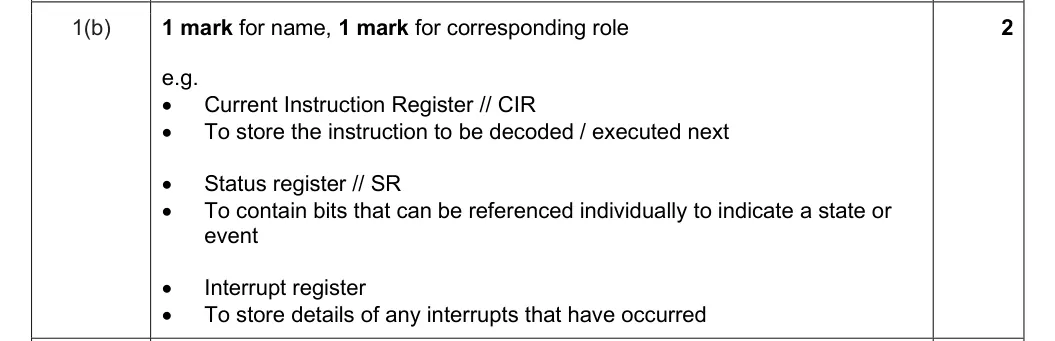 1(b) 1 mark for name, 1 mark for corresponding role 2
e.g.
• Current Instruction Register // CIR
• To store the instruction to be decoded / executed next
• Status register // SR
• To contain bits that can be referenced individually to indicate a state or
event
• Interrupt register
• To store details of any interrupts that have occurred